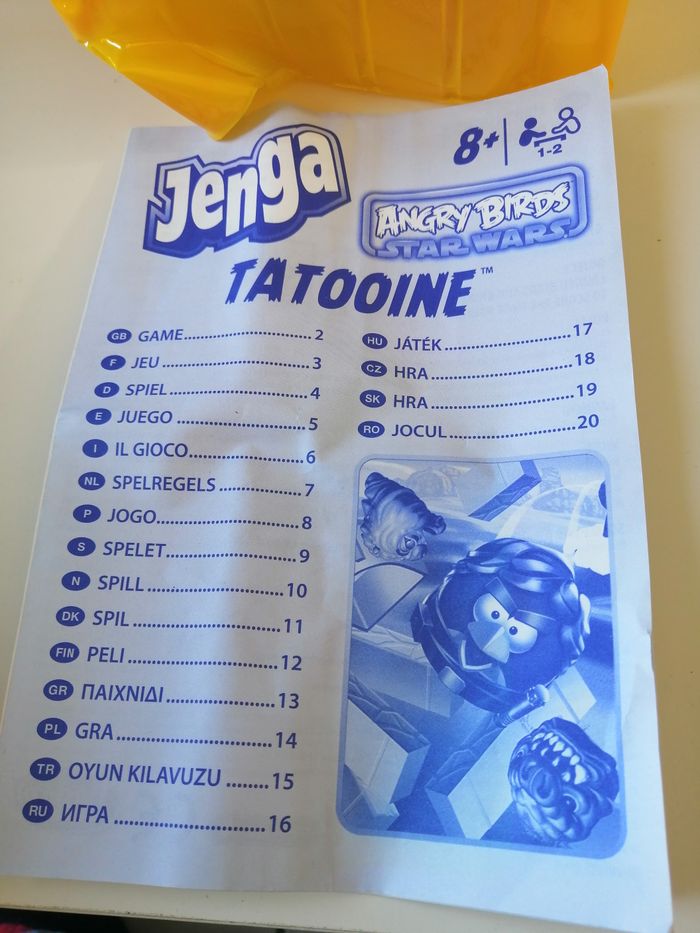 Jenga
8+
1-2
ANGRY BIRDS
STAR WARS
TATOOINE™
GB GAME 2
F JEU 3
D SPIEL 4
E JUEGO 5
I IL GIOCO 6
NL SPELREGELS 7
P JOGO 8
S SPELET 9
N SPILL 10
DK SPIL 11
FIN PELI 12
GR ΠΑΙΧΝΙΔΙ 13
PL GRA 14
TR OYUN KILAVUZU 15
RU ИГРА 16
HU JÁTÉK 17
CZ HRA 18
SK HRA 19
RO JOCUL 20